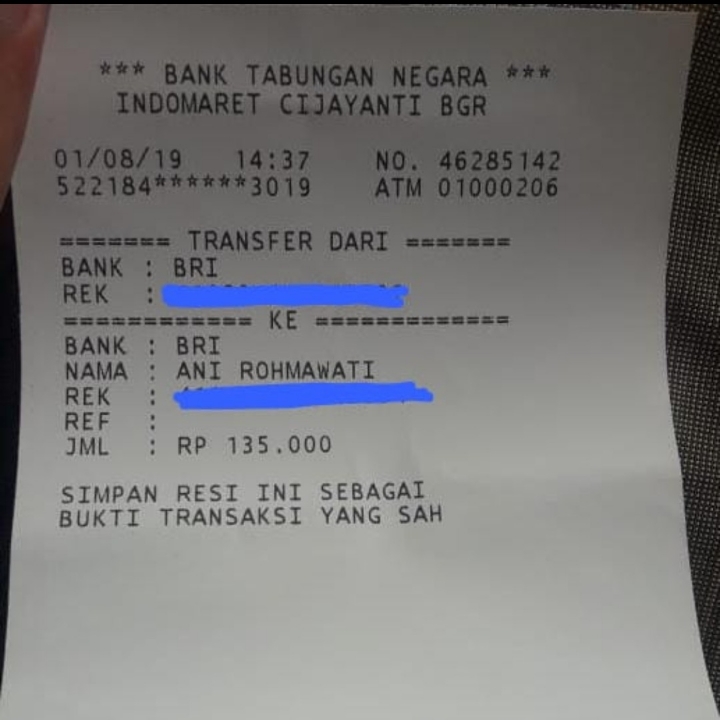 *** BANK TABUNGAN NEGARA ***
INDOMARET CIJAYANTI BGR
01/08/19 14:37 NO. 46285142
522184******3019 ATM 01000206
======= TRANSFER DARI =======
BANK : BRI
REK :
============ KE =============
BANK : BRI
NAMA : ANI ROHMAWATI
REK :
REF :
JML : RP 135.000
SIMPAN RESI INI SEBAGAI
BUKTI TRANSAKSI YANG SAH